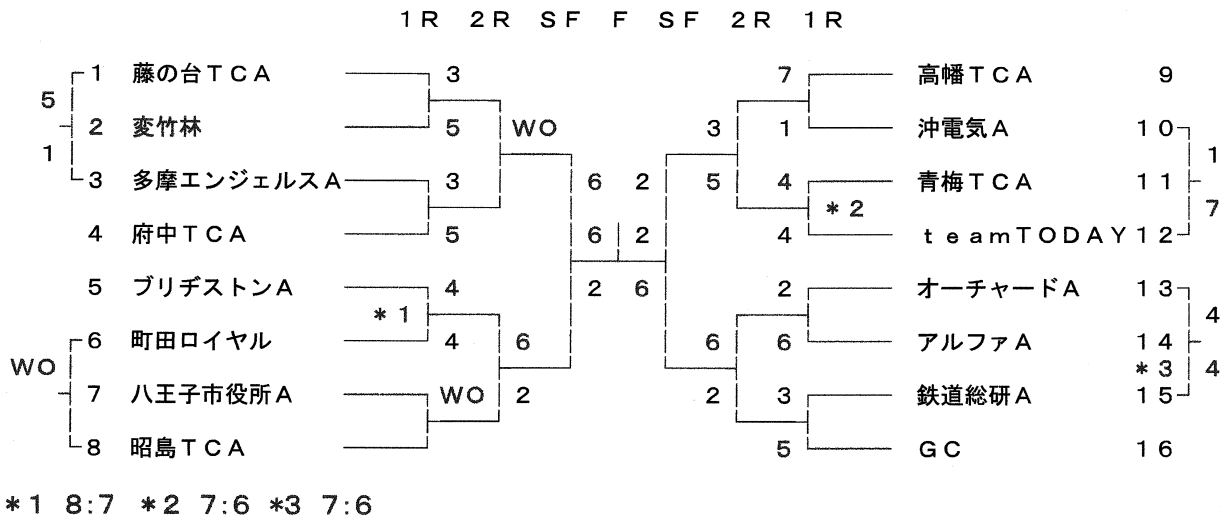 1R 2R SF F SF 2R 1R
1 藤の台TCA 3 7 高幡TCA 9
5
2 変竹林 5 WO 3 1 沖電気A 10
1 1
3 多摩エンジェルスA 3 6 2 5 4 青梅TCA 11
*2 7
4 府中TCA 5 6 2 4 teamTODAY 12
5 ブリヂストンA 4 2 6 2 オーチャードA 13
*1 4
6 町田ロイヤル 4 6 6 6 アルファA 14
WO *3 4
7 八王子市役所A WO 2 2 3 鉄道総研A 15
8 昭島TCA 5 GC 16
*1 8:7 *2 7:6 *3 7:6